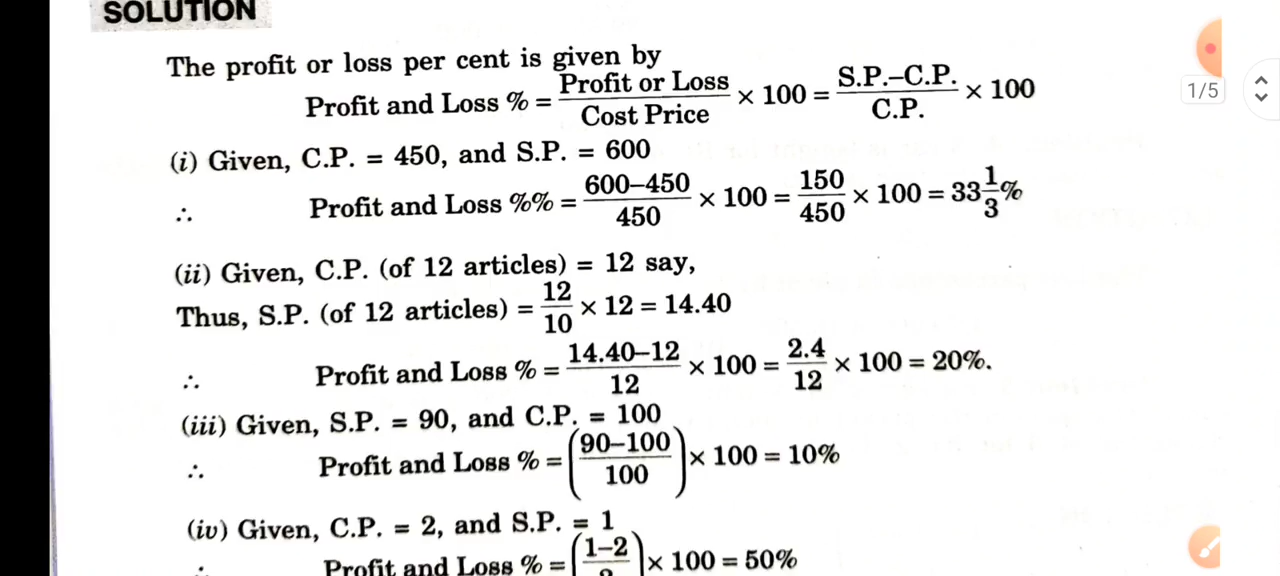 SOLUTION
The profit or loss per cent is given by
Profit and Loss % = Profit or Loss / Cost Price × 100 = S.P.–C.P. / C.P. × 100
1/5
(i) Given, C.P. = 450, and S.P. = 600
∴ Profit and Loss %% = 600–450 / 450 × 100 = 150 / 450 × 100 = 33 1/3 %
(ii) Given, C.P. (of 12 articles) = 12 say,
Thus, S.P. (of 12 articles) = 12 / 10 × 12 = 14.40
∴ Profit and Loss % = 14.40–12 / 12 × 100 = 2.4 / 12 × 100 = 20%.
(iii) Given, S.P. = 90, and C.P. = 100
∴ Profit and Loss % = (90–100 / 100) × 100 = 10%
(iv) Given, C.P. = 2, and S.P. = 1
∴ Profit and Loss % = (1–2 / 2) × 100 = 50%